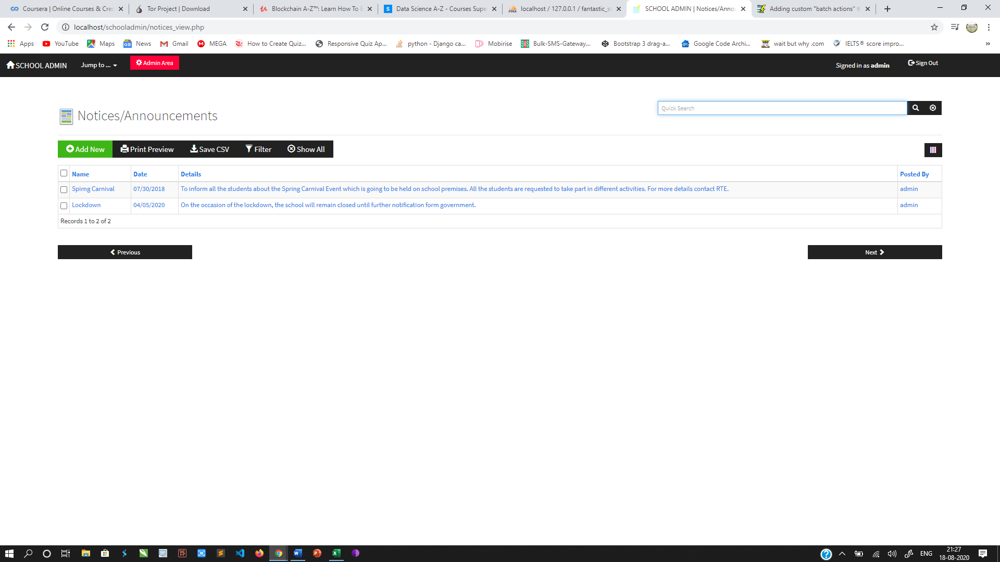 Coursera | Online Courses & Cre
Tor Project | Download
Blockchain A-Z™: Learn How To B
Data Science A-Z - Courses Supe
localhost / 127.0.0.1 / fantastic_s
SCHOOL ADMIN | Notices/Annou
Adding custom "batch actions" t
localhost/schooladmin/notices_view.php
Apps
YouTube
Maps
News
Gmail
MEGA
How to Create Quiz...
Responsive Quiz Ap...
python - Django ca...
Mobirise
SMS
Bulk-SMS-Gateway...
Bootstrap 3 drag-a...
Google Code Archi...
wait but why .com
IELTS® score impro...
»
SCHOOL ADMIN
Jump to ...
Admin Area
Signed in as admin
Sign Out
Notices/Announcements
Quick Search
Add New
Print Preview
Save CSV
Filter
Show All
Name Date Details Posted By
Spirng Carnival 07/30/2018 To inform all the students about the Spring Carnival Event which is going to be held on school premises. All the students are requested to take part in different activities. For more details contact RTE. admin
Lockdown 04/05/2020 On the occasion of the lockdown, the school will remain closed until further notification form government. admin
Records 1 to 2 of 2
Previous
Next
ENG
21:27
18-08-2020